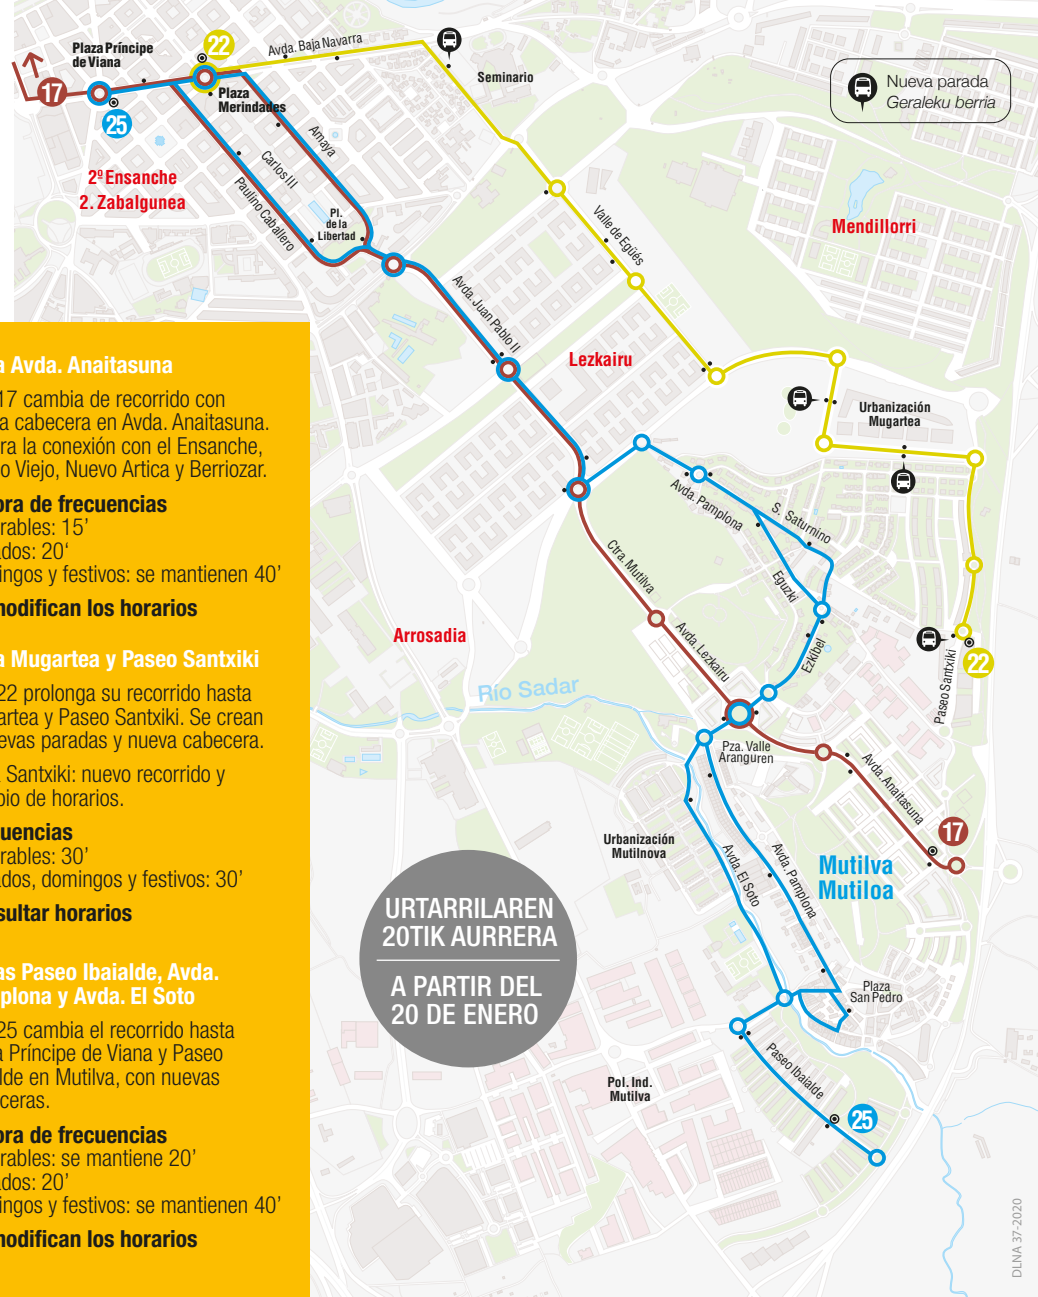 Plaza Príncipe
de Viana
22
Avda. Baja Navarra
Seminario
Nueva parada
Geraleku berria
17
25
Plaza
Merindades
Amaya
Carlos III
Paulino Caballero
2º Ensanche
2. Zabalgunea
Pl.
de la
Libertad
Valle de Egüés
Mendillorri
Avda. Juan Pablo II
Lezkairu
Urbanización
Mugartea
Avda. Pamplona
S. Saturnino
Eguzki
Ezkibel
Ctra. Mutilva
Avda. Lezkairu
Arrosadia
Río Sadar
Paseo Santxiki
22
Pza. Valle
Aranguren
Avda. Anaitasuna
17
Urbanización
Mutilnova
Avda. El Soto
Avda. Pamplona
Mutilva
Mutiloa
Plaza
San Pedro
Paseo Ibaialde
25
Pol. Ind.
Mutilva
URTARRILAREN
20TIK AURRERA
A PARTIR DEL
20 DE ENERO
a Avda. Anaitasuna
17 cambia de recorrido con
a cabecera en Avda. Anaitasuna.
ra la conexión con el Ensanche,
o Viejo, Nuevo Artica y Berriozar.
ora de frecuencias
rables: 15’
ados: 20‘
ingos y festivos: se mantienen 40’
modifican los horarios
a Mugartea y Paseo Santxiki
22 prolonga su recorrido hasta
artea y Paseo Santxiki. Se crean
evas paradas y nueva cabecera.
Santxiki: nuevo recorrido y
bio de horarios.
uencias
rables: 30’
ados, domingos y festivos: 30’
sultar horarios
as Paseo Ibaialde, Avda.
plona y Avda. El Soto
25 cambia el recorrido hasta
a Príncipe de Viana y Paseo
lde en Mutilva, con nuevas
ceras.
ora de frecuencias
rables: se mantiene 20’
ados: 20’
ingos y festivos: se mantienen 40’
modifican los horarios
DLNA 37-2020